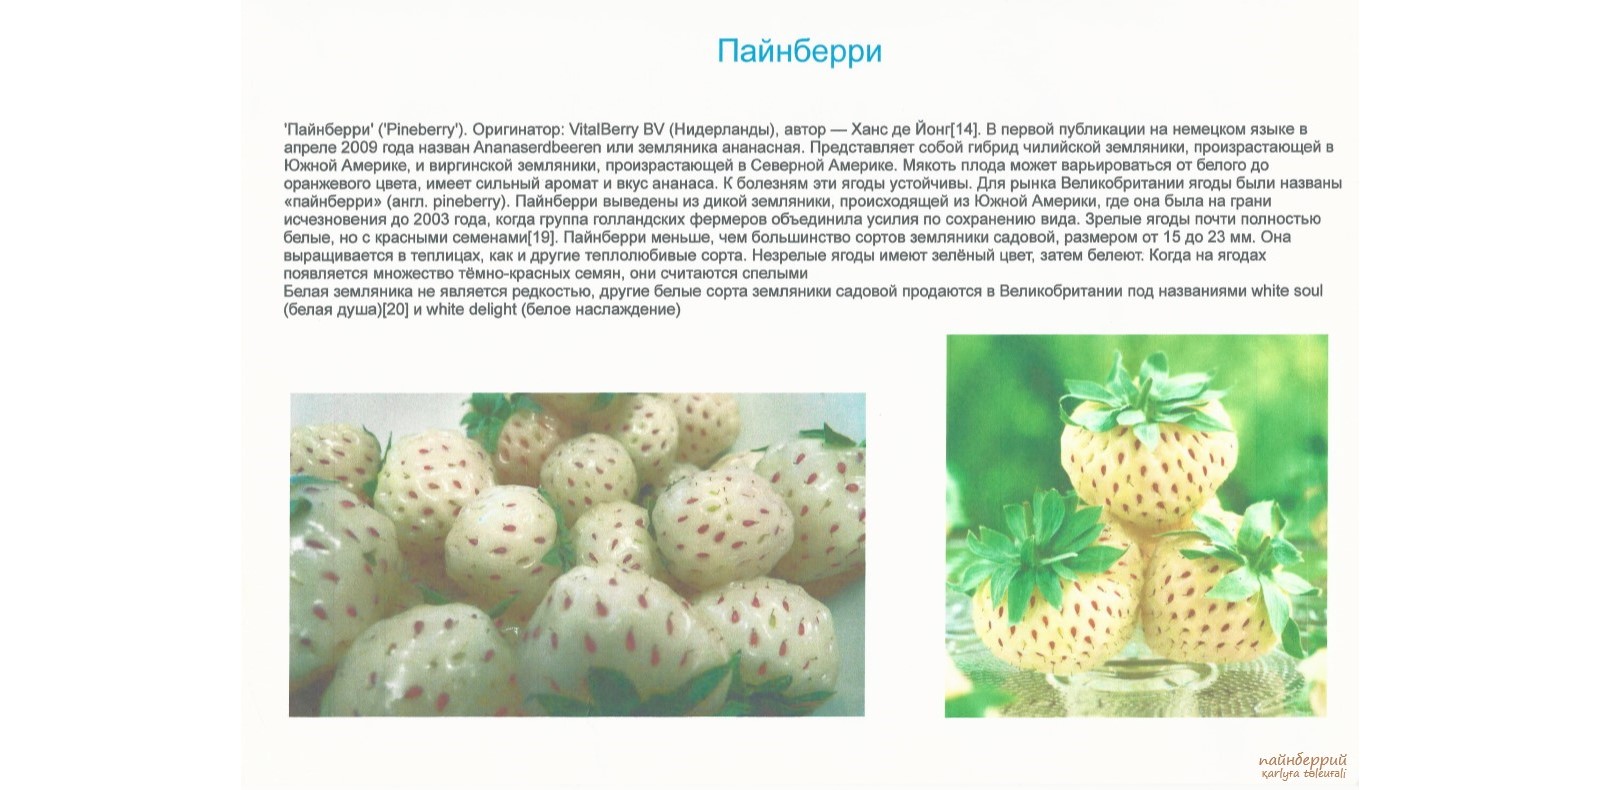 Пайнберри
'Пайнберри' ('Pineberry'). Оригинатор: VitalBerry BV (Нидерланды), автор — Ханс де Йонг[14]. В первой публикации на немецком языке в
апреле 2009 года назван Ananaserdbeeren или земляника ананасная. Представляет собой гибрид чилийской земляники, произрастающей в
Южной Америке, и виргинской земляники, произрастающей в Северной Америке. Мякоть плода может варьироваться от белого до
оранжевого цвета, имеет сильный аромат и вкус ананаса. К болезням эти ягоды устойчивы. Для рынка Великобритании ягоды были названы
«пайнберри» (англ. pineberry). Пайнберри выведены из дикой земляники, происходящей из Южной Америки, где она была на грани
исчезновения до 2003 года, когда группа голландских фермеров объединила усилия по сохранению вида. Зрелые ягоды почти полностью
белые, но с красными семенами[19]. Пайнберри меньше, чем большинство сортов земляники садовой, размером от 15 до 23 мм. Она
выращивается в теплицах, как и другие теплолюбивые сорта. Незрелые ягоды имеют зелёный цвет, затем белеют. Когда на ягодах
появляется множество тёмно-красных семян, они считаются спелыми
Белая земляника не является редкостью, другие белые сорта земляники садовой продаются в Великобритании под названиями white soul
(белая душа)[20] и white delight (белое наслаждение)
пайнберрий